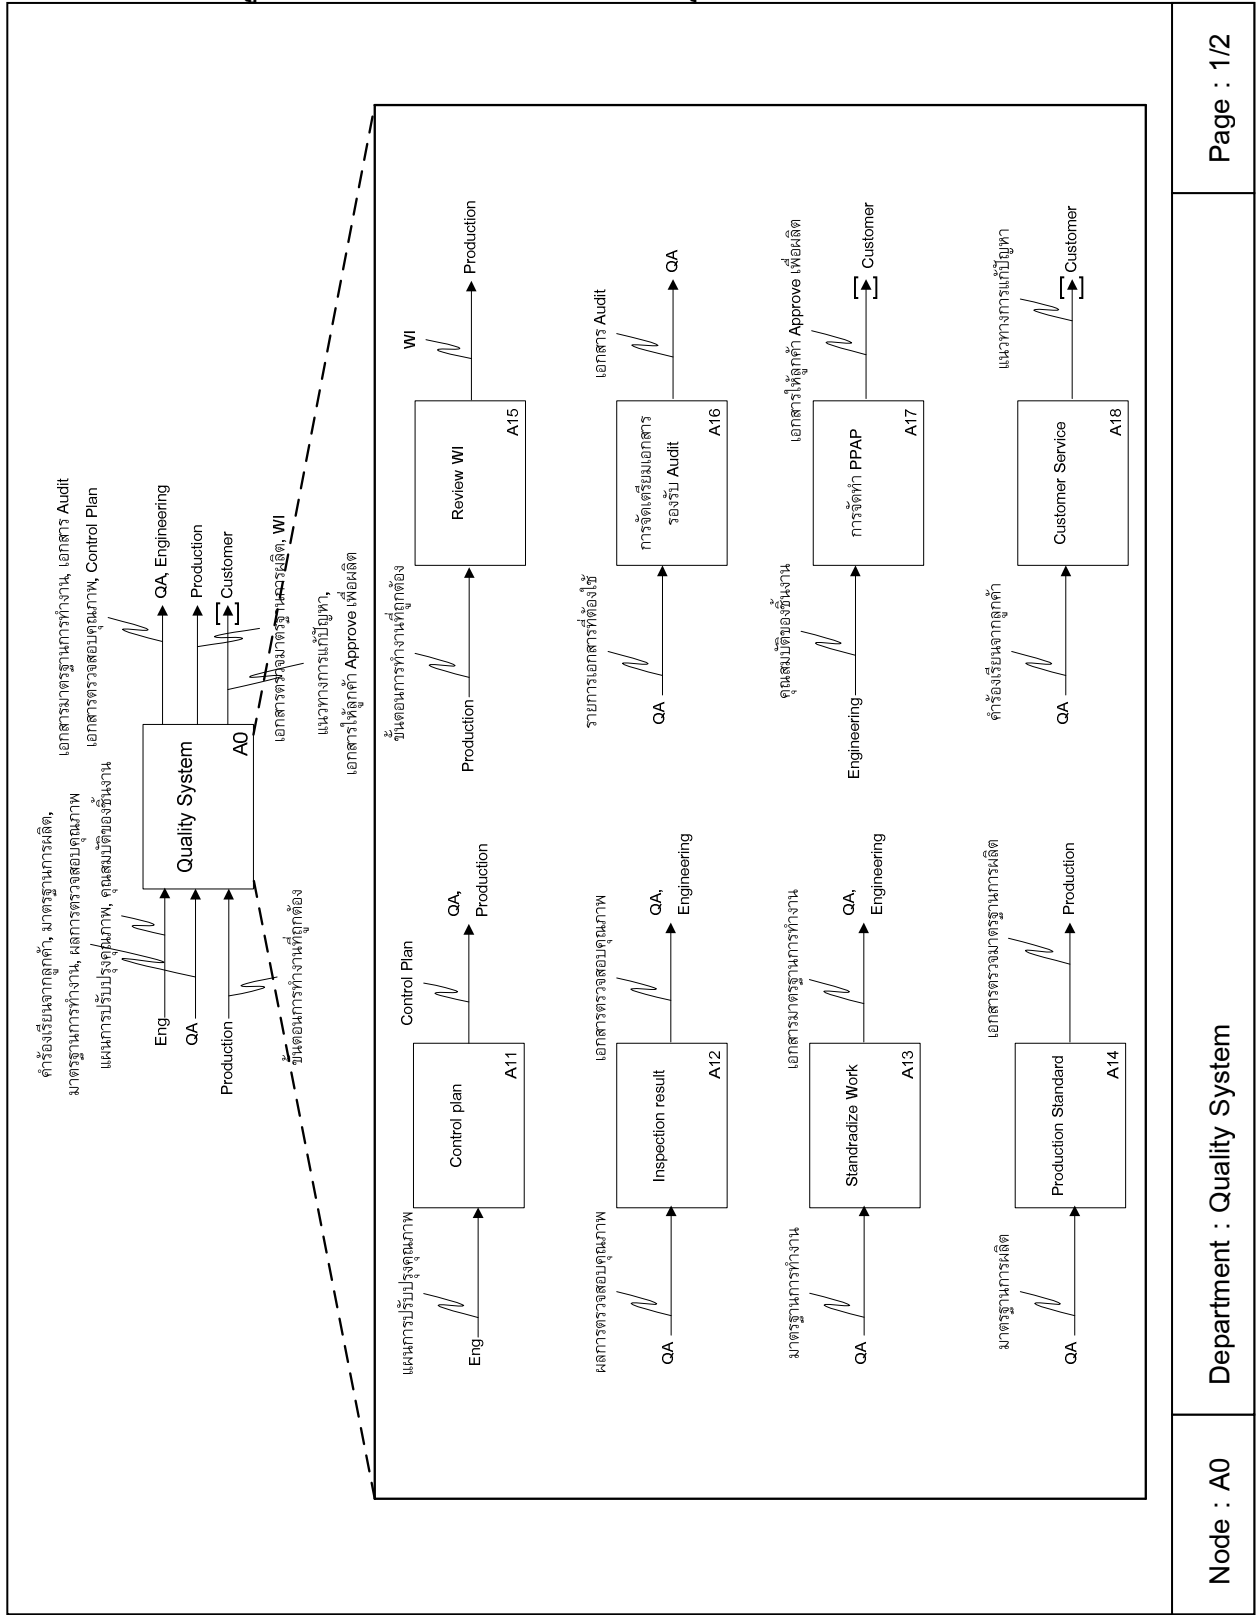 คำร้องเรียนจากลูกค้า, มาตรฐานการผลิต,
มาตรฐานการทำงาน, ผลการตรวจสอบคุณภาพ
แผนการปรับปรุงคุณภาพ, คุณสมบัติของชิ้นงาน
เอกสารมาตรฐานการทำงาน, เอกสาร Audit
เอกสารตรวจสอบคุณภาพ, Control Plan
Eng
QA
Production
Quality System
A0
QA, Engineering
Production
Customer
ขั้นตอนการทำงานที่ถูกต้อง
เอกสารตรวจมาตรฐานการผลิต, WI
แนวทางการแก้ปัญหา,
เอกสารให้ลูกค้า Approve เพื่อผลิต
แผนการปรับปรุงคุณภาพ
Eng
Control plan
A11
Control Plan
QA,
Production
ขั้นตอนการทำงานที่ถูกต้อง
Production
Review WI
A15
WI
Production
ผลการตรวจสอบคุณภาพ
QA
Inspection result
A12
เอกสารตรวจสอบคุณภาพ
QA,
Engineering
รายการเอกสารที่ต้องใช้
QA
การจัดเตรียมเอกสาร
รองรับ Audit
A16
เอกสาร Audit
QA
มาตรฐานการทำงาน
QA
Standradize Work
A13
เอกสารมาตรฐานการทำงาน
QA,
Engineering
คุณสมบัติของชิ้นงาน
Engineering
การจัดทำ PPAP
A17
เอกสารให้ลูกค้า Approve เพื่อผลิต
Customer
มาตรฐานการผลิต
QA
Production Standard
A14
เอกสารตรวจมาตรฐานการผลิต
Production
คำร้องเรียนจากลูกค้า
QA
Customer Service
A18
แนวทางการแก้ปัญหา
Customer
Node : A0
Department : Quality System
Page : 1/2